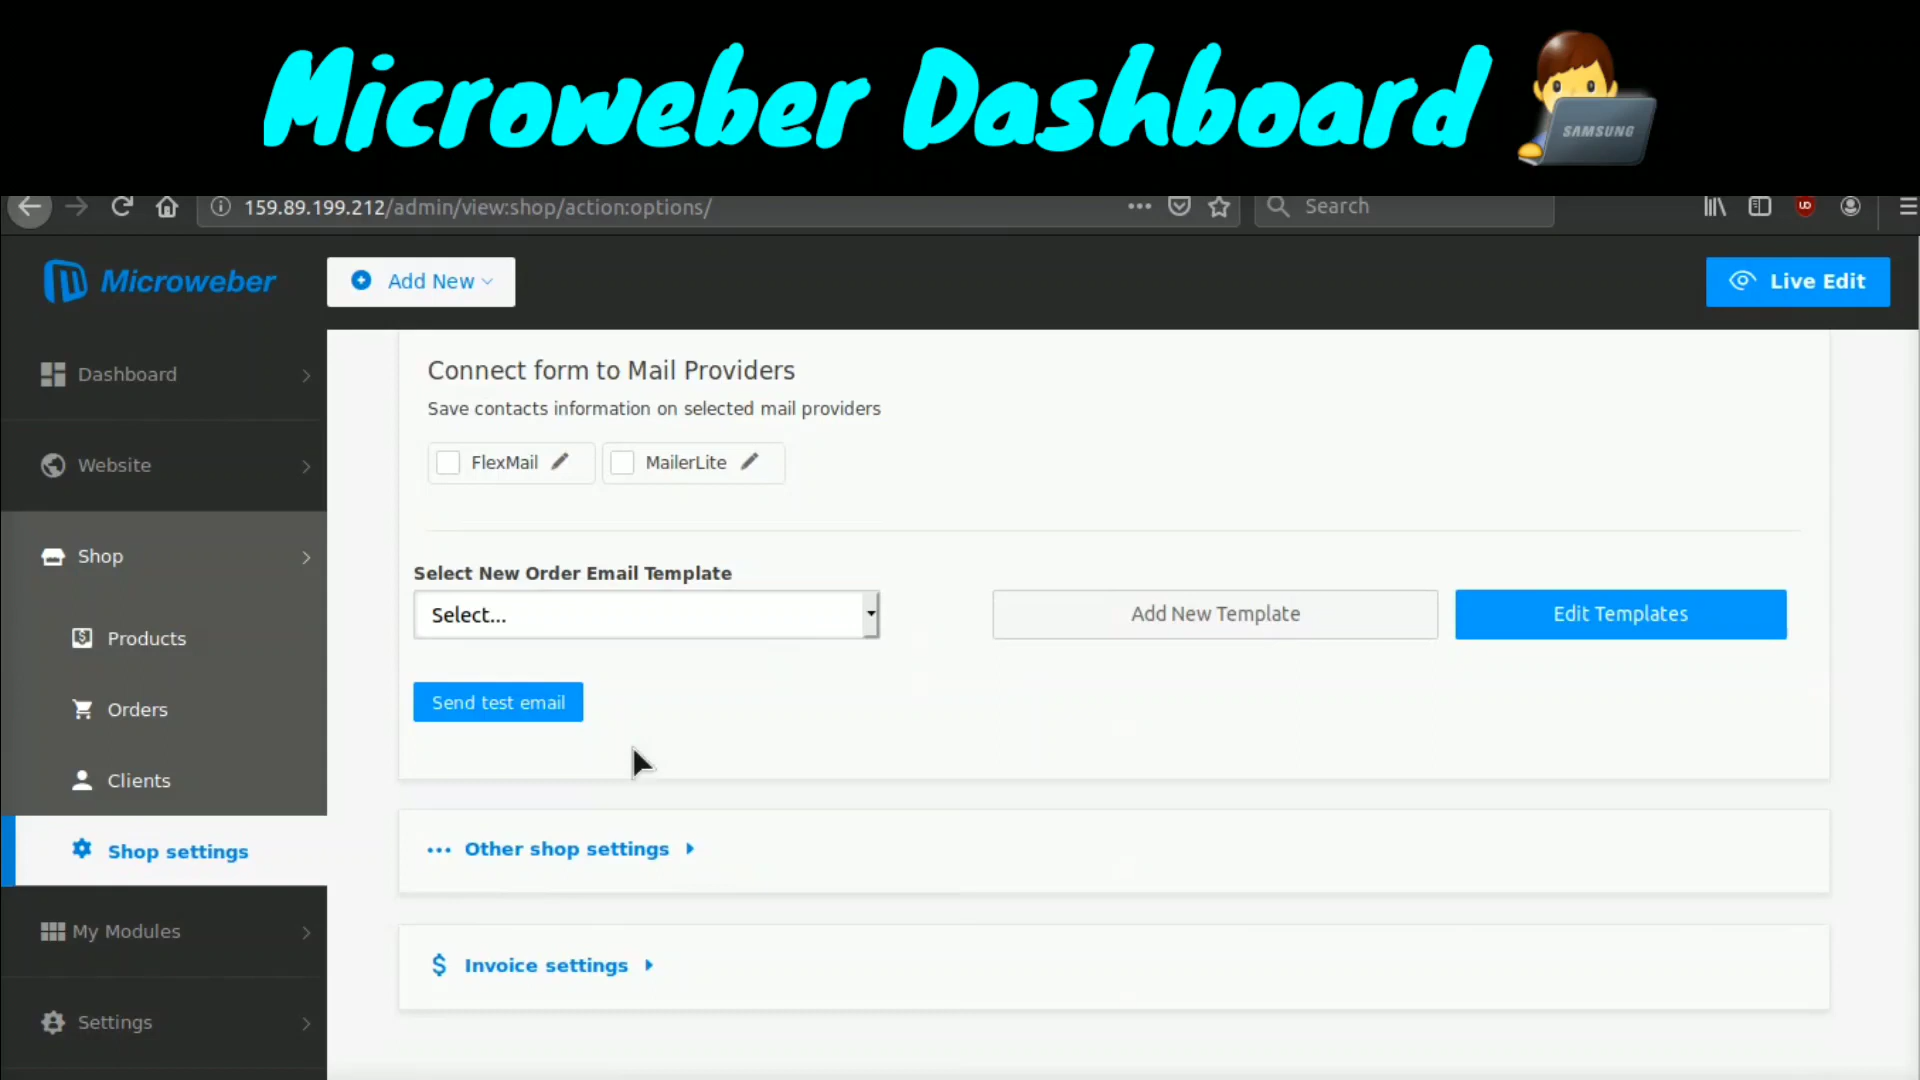 Microweber Dashboard
SAMSUNG
159.89.199.212/admin/view:shop/action:options/
Search
Microweber
Add New
Live Edit
Dashboard
Website
Shop
Products
Orders
Clients
Shop settings
My Modules
Settings
Connect form to Mail Providers
Save contacts information on selected mail providers
FlexMail
MailerLite
Select New Order Email Template
Select...
Add New Template
Edit Templates
Send test email
Other shop settings
Invoice settings